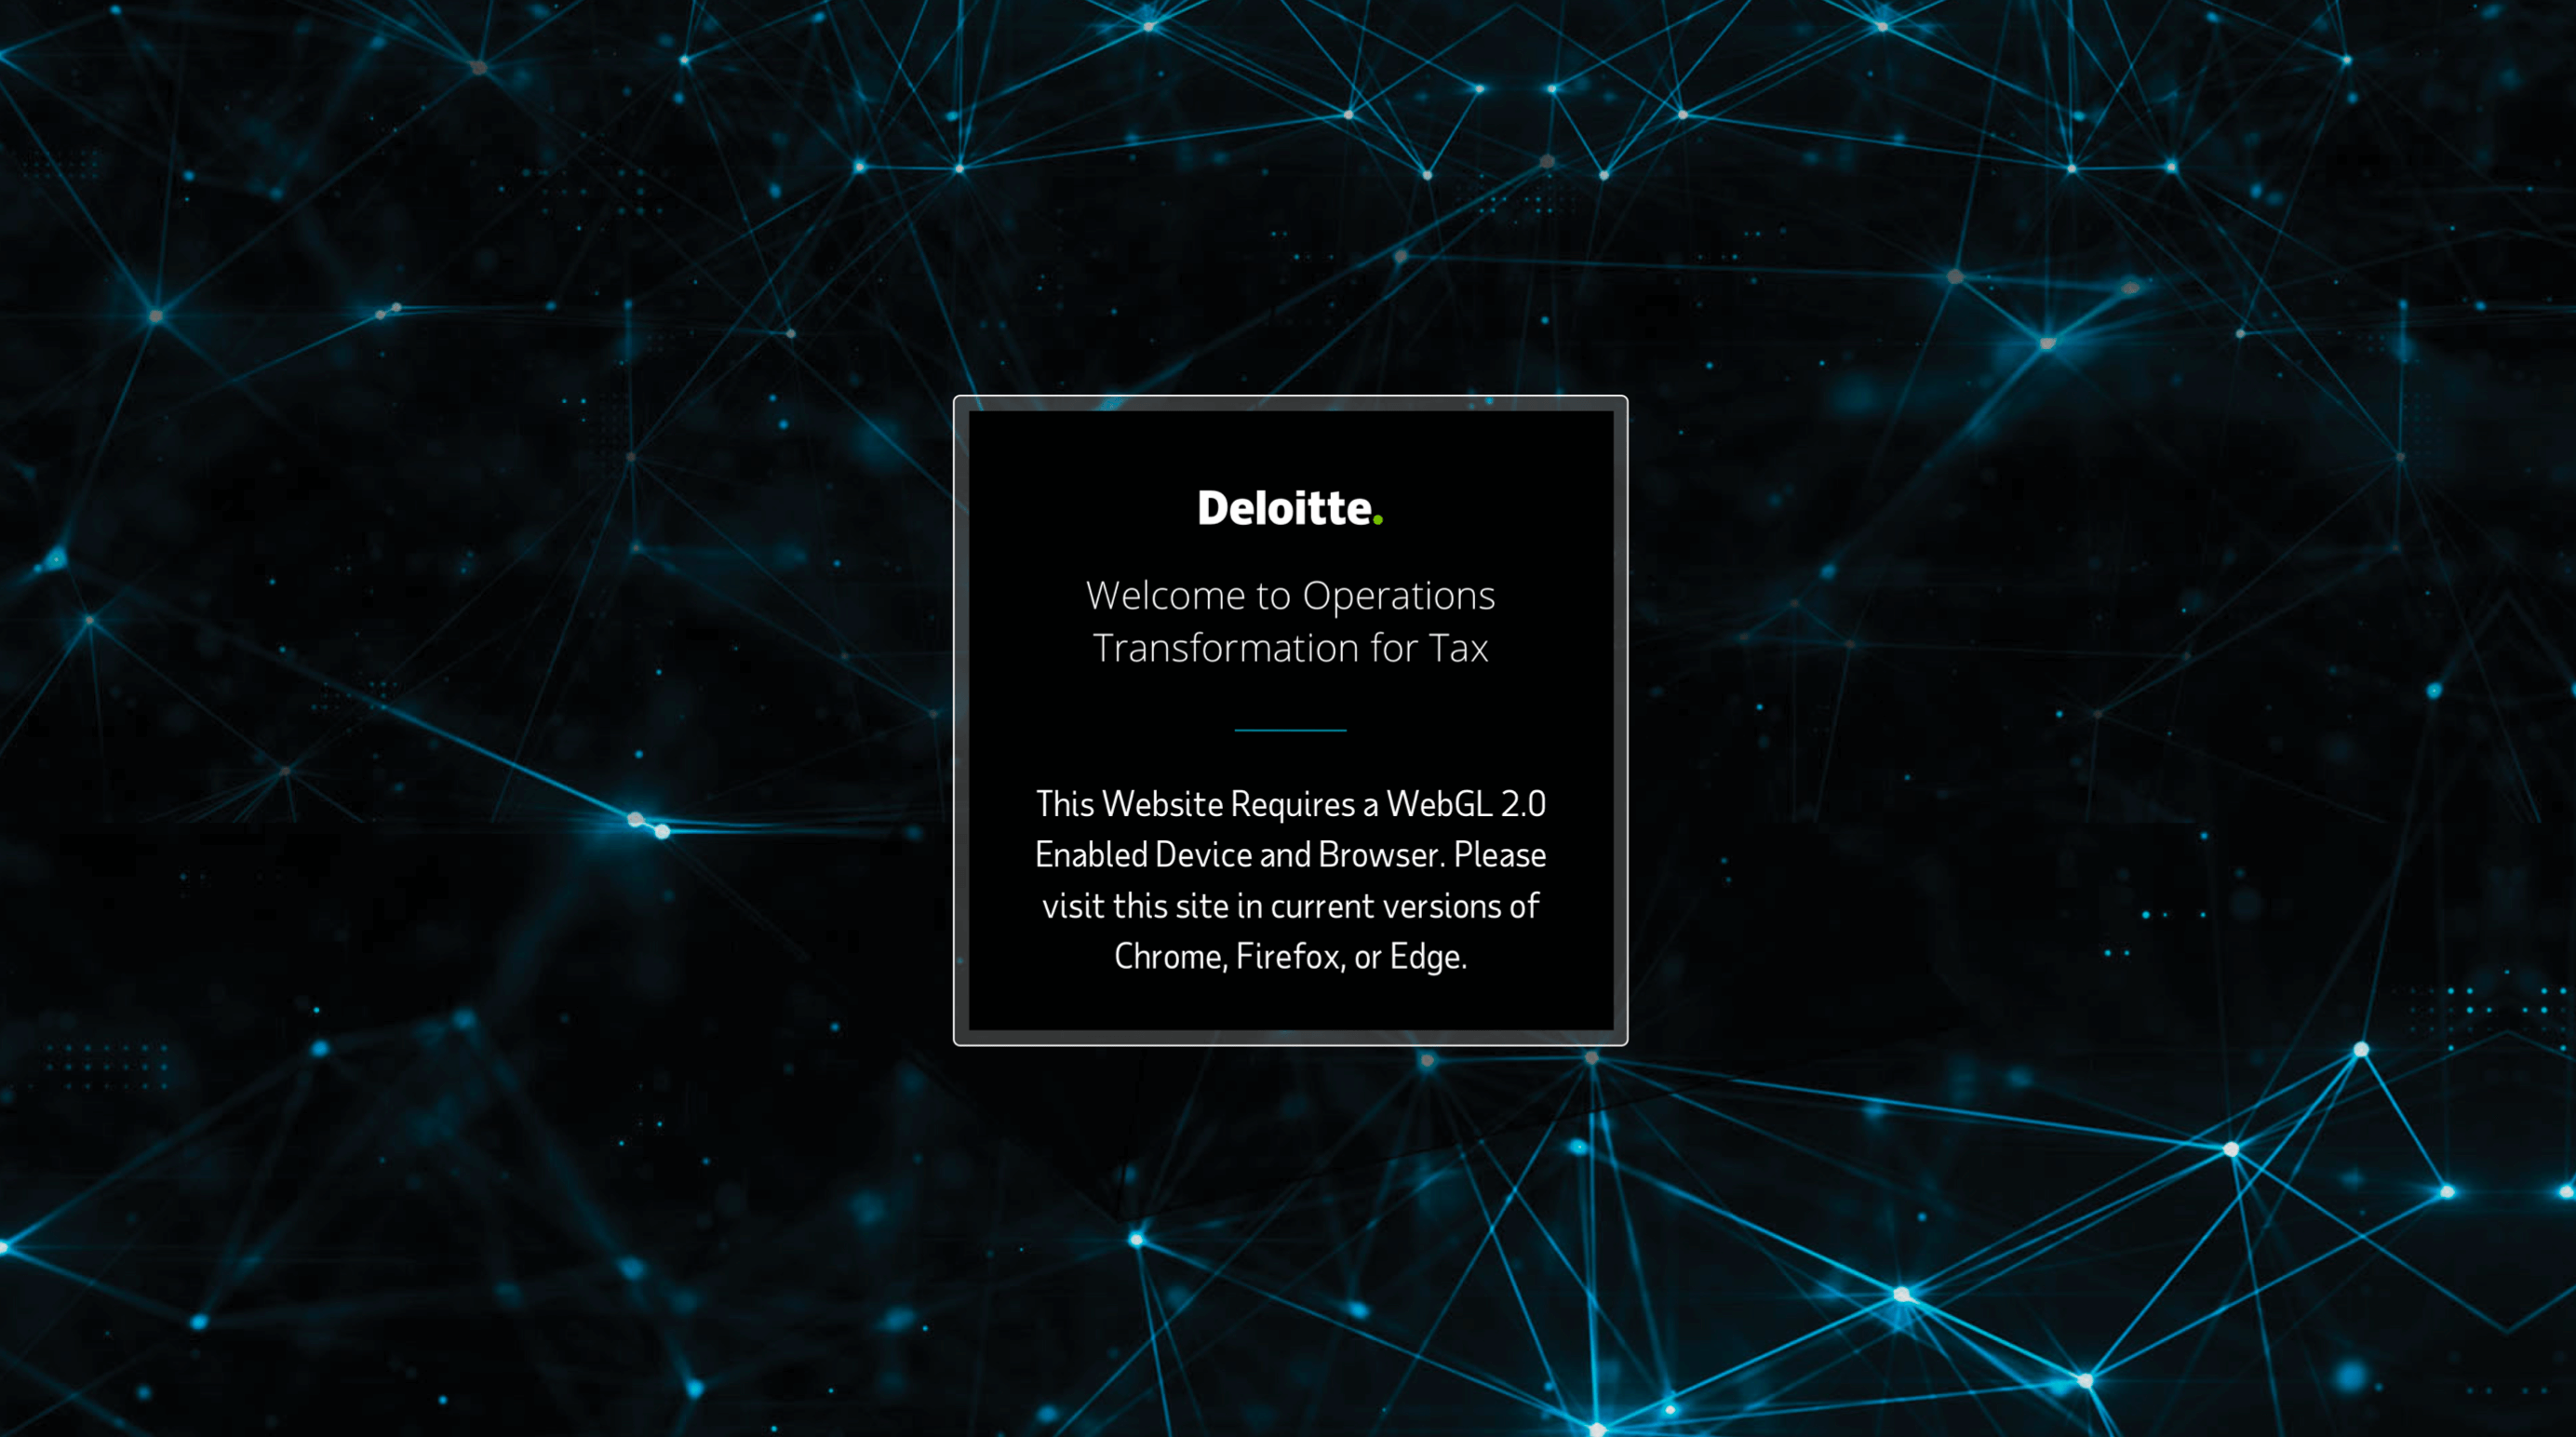 Deloitte.
Welcome to Operations
Transformation for Tax
This Website Requires a WebGL 2.0
Enabled Device and Browser. Please
visit this site in current versions of
Chrome, Firefox, or Edge.